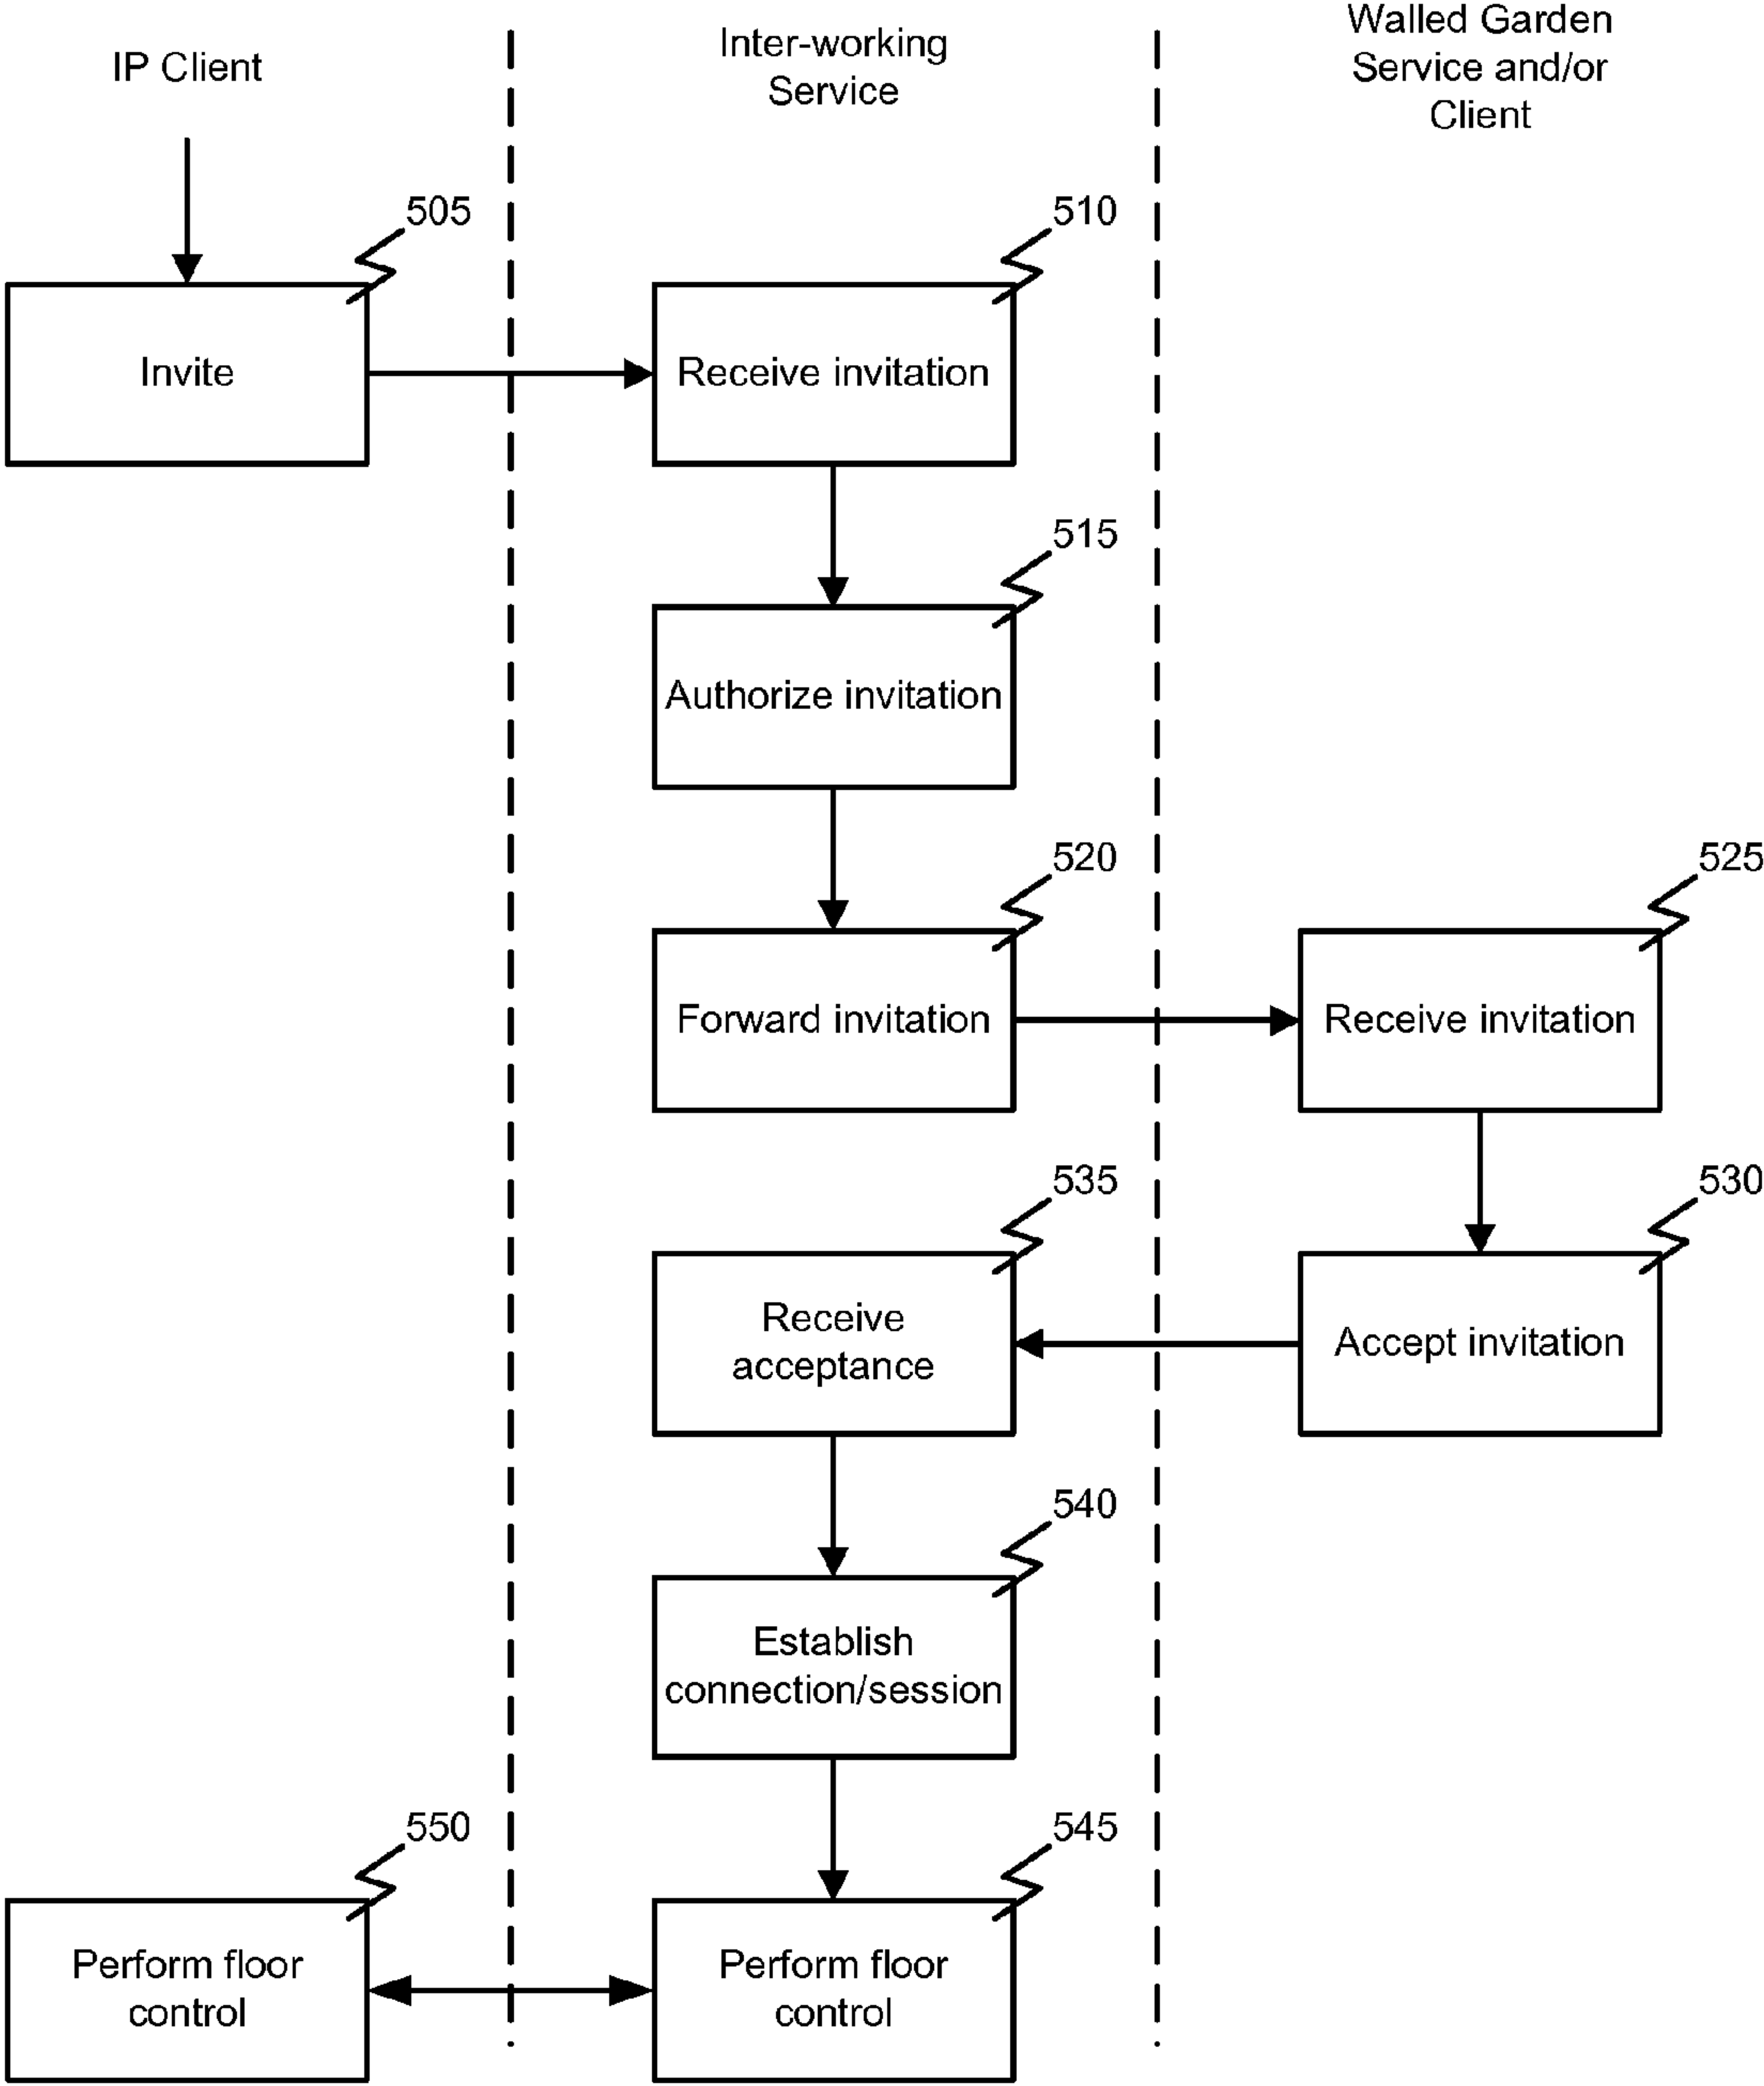 IP Client
Inter-working
Service
Walled Garden
Service and/or
Client
505
510
Invite
Receive invitation
515
Authorize invitation
520
525
Forward invitation
Receive invitation
535
530
Receive
acceptance
Accept invitation
540
Establish
connection/session
550
545
Perform floor
control
Perform floor
control